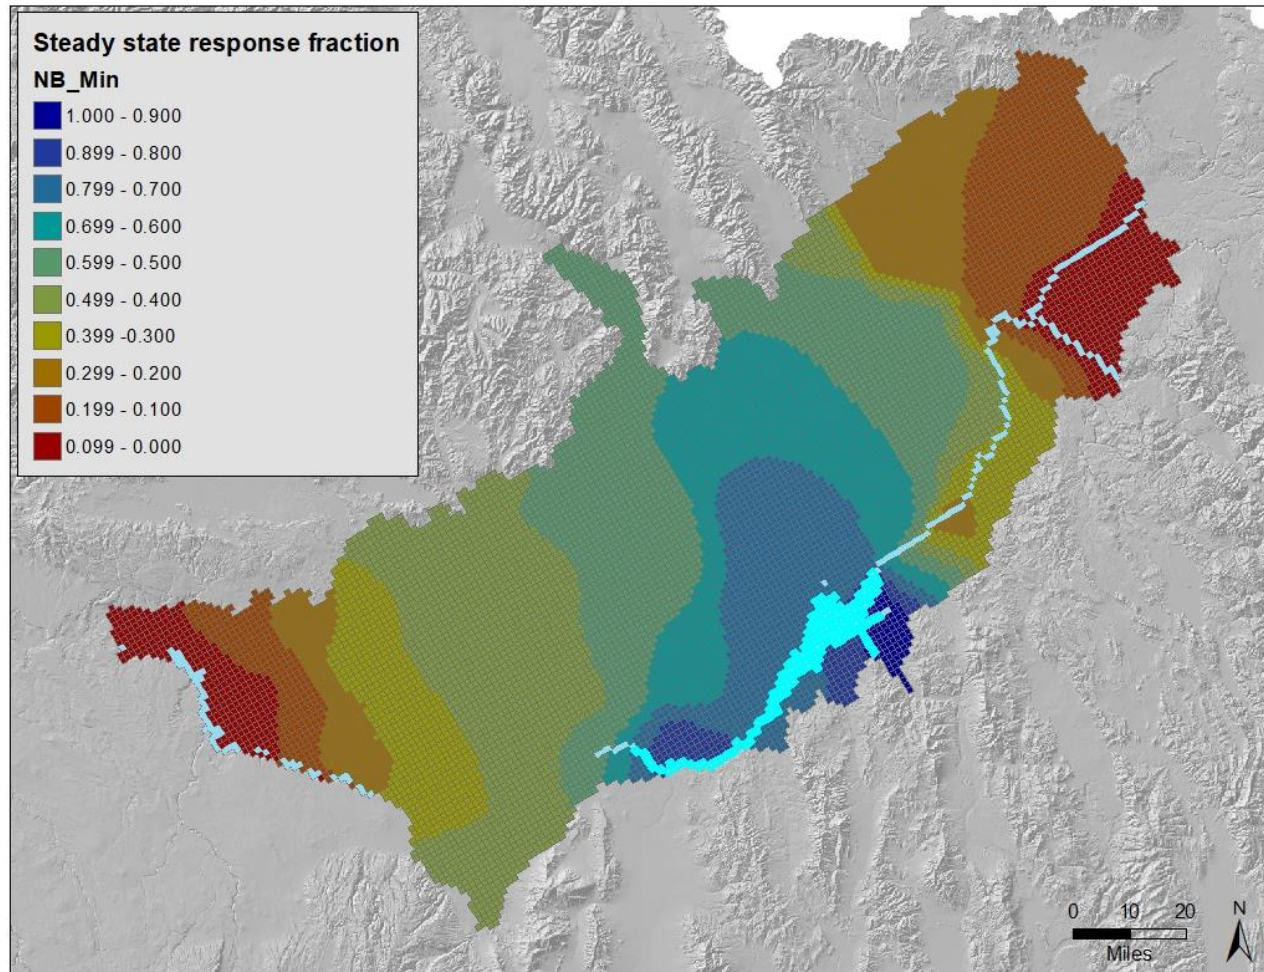 Steady state response fraction
NB_Min
1.000 - 0.900
0.899 - 0.800
0.799 - 0.700
0.699 - 0.600
0.599 - 0.500
0.499 - 0.400
0.399 -0.300
0.299 - 0.200
0.199 - 0.100
0.099 - 0.000
0 10 20
Miles
N